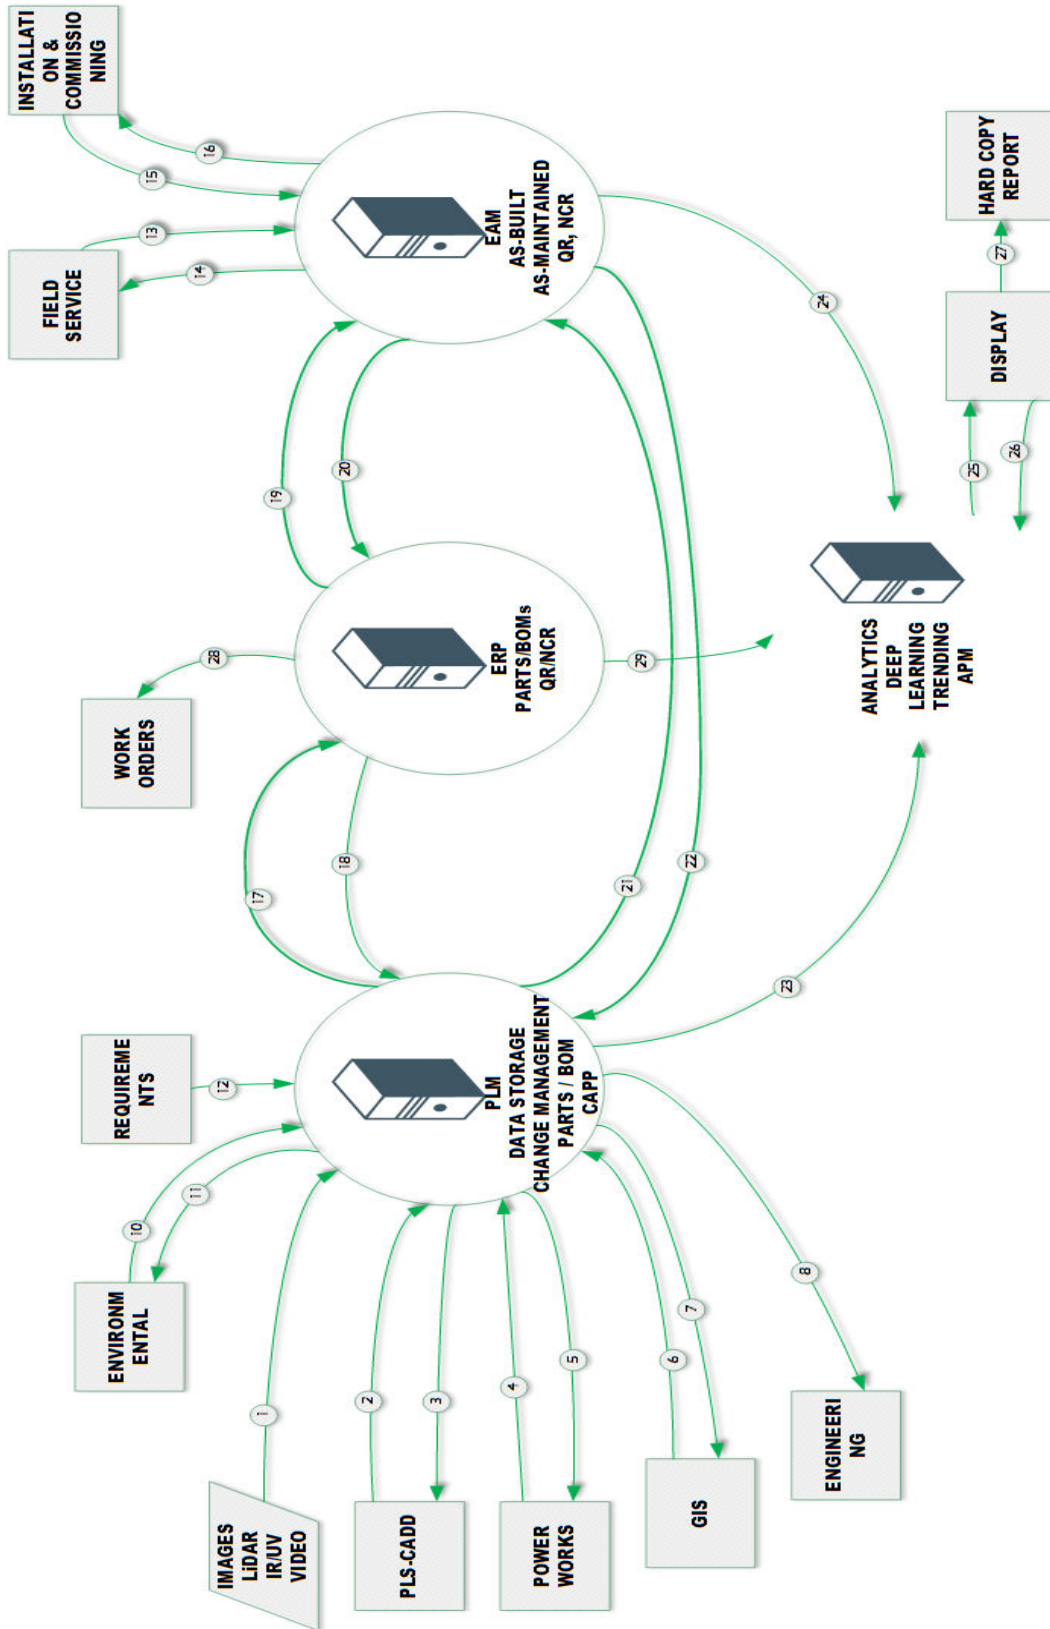 IMAGES
LiDAR
IR/UV
VIDEO
PLS-CADD
POWER
WORKS
GIS
ENGINEERI
NG
ENVIRONM
ENTAL
REQUIREME
NTS
WORK
ORDERS
FIELD
SERVICE
INSTALLATI
ON &
COMMISSIO
NING
PLM
DATA STORAGE
CHANGE MANAGEMENT
PARTS / BOM
CAPP
ERP
PARTS/BOMs
QR/NCR
EAM
AS-BUILT
AS-MAINTAINED
QR, NCR
ANALYTICS
DEEP
LEARNING
TRENDING
APM
DISPLAY
HARD COPY
REPORT
1
2
3
4
5
6
7
8
10
11
12
13
14
15
16
17
18
19
20
21
22
23
24
25
26
27
28
29